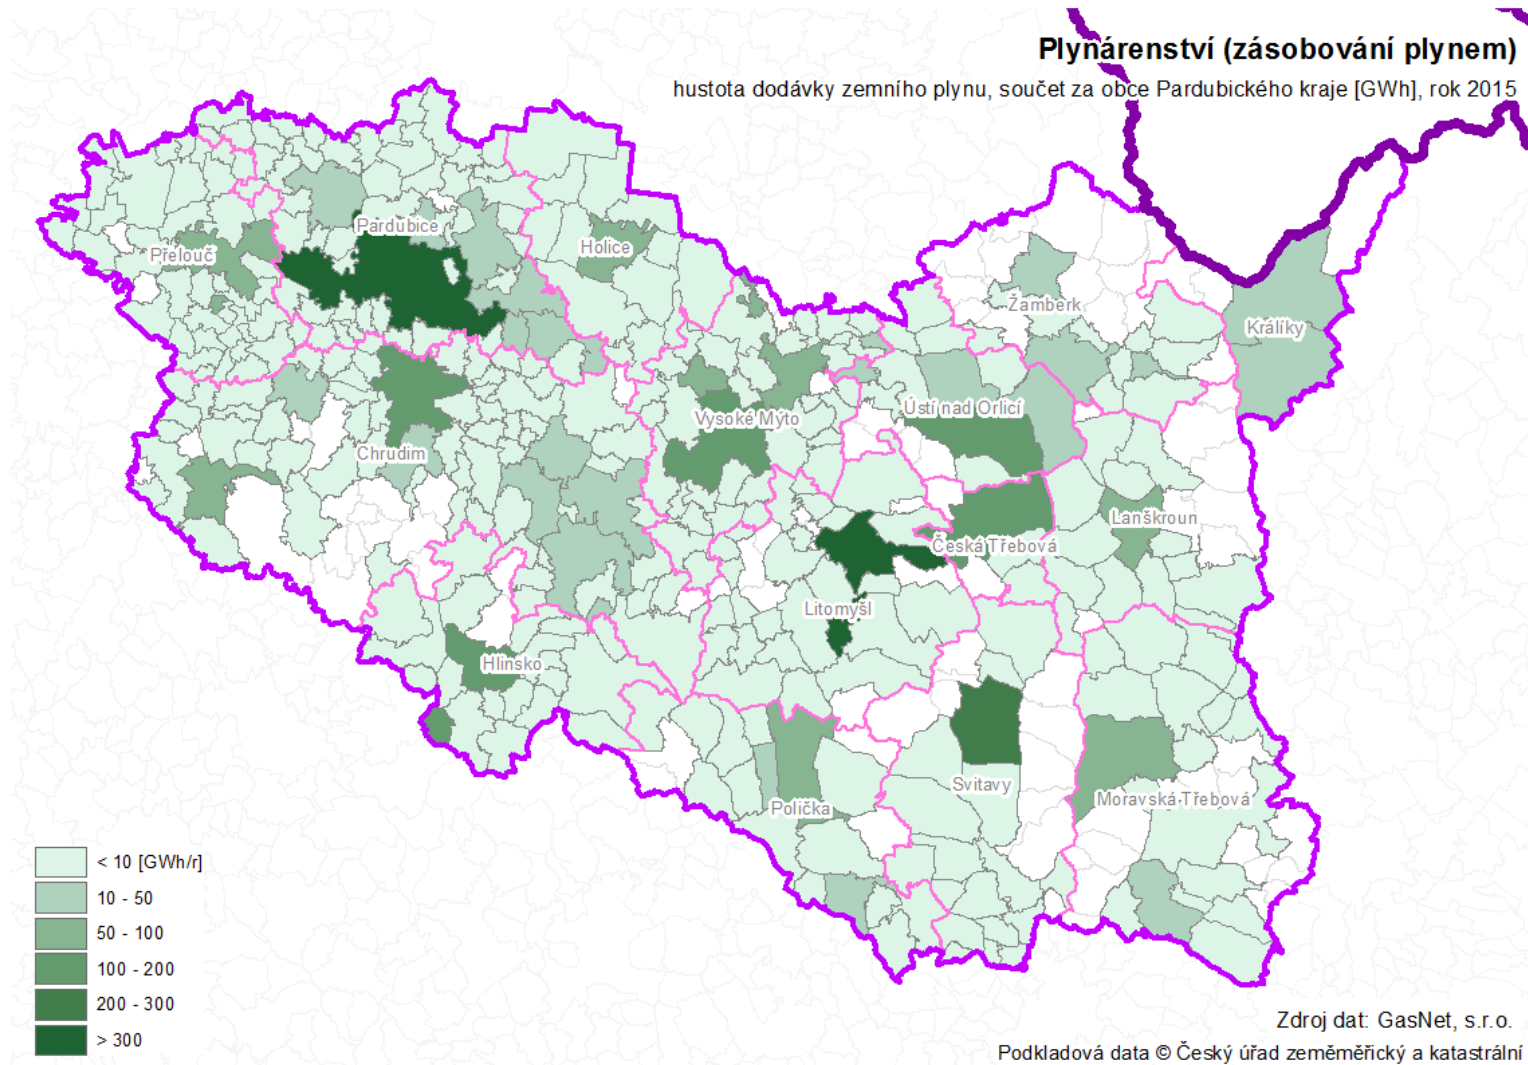 Plynárenství (zásobování plynem)
hustota dodávky zemního plynu, součet za obce Pardubického kraje [GWh], rok 2015
Pardubice
Přelouč
Holice
Žamberk
Králíky
Ústí nad Orlicí
Vysoké Mýto
Chrudim
Lanškroun
Česká Třebová
Litomyšl
Hlinsko
Svitavy
Moravská Třebová
Polička
< 10 [GWh/r]
10 - 50
50 - 100
100 - 200
200 - 300
> 300
Zdroj dat: GasNet, s.r.o.
Podkladová data © Český úřad zeměměřický a katastrální